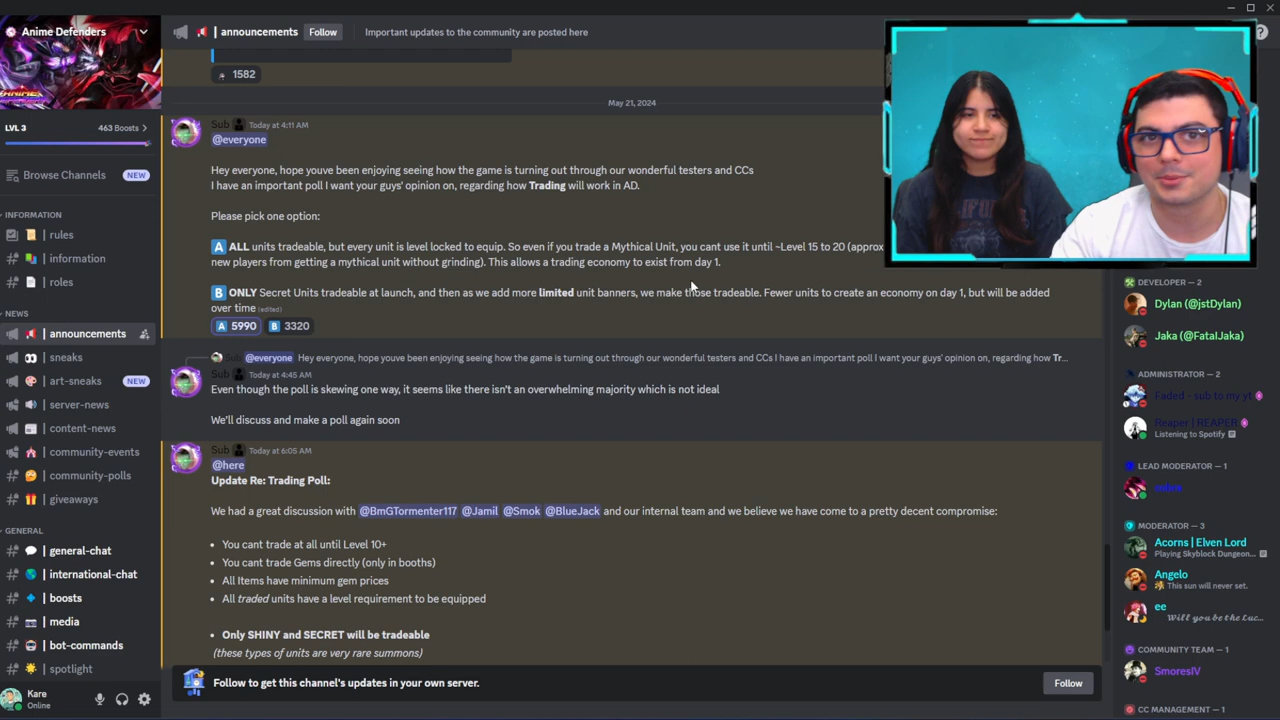 Anime Defenders
LVL 3
463 Boosts
Browse Channels
NEW
INFORMATION
rules
information
roles
NEWS
announcements
sneaks
art-sneaks
NEW
server-news
content-news
community-events
community-polls
giveaways
GENERAL
general-chat
international-chat
boosts
media
bot-commands
spotlight
Kare
Online
announcements
Follow
Important updates to the community are posted here
1582
May 21, 2024
Sub Today at 4:11 AM
@everyone
Hey everyone, hope youve been enjoying seeing how the game is turning out through our wonderful testers and CCs
I have an important poll I want your guys' opinion on, regarding how Trading will work in AD.
Please pick one option:
A ALL units tradeable, but every unit is level locked to equip. So even if you trade a Mythical Unit, you cant use it until ~Level 15 to 20 (approx
new players from getting a mythical unit without grinding). This allows a trading economy to exist from day 1.
B ONLY Secret Units tradeable at launch, and then as we add more limited unit banners, we make those tradeable. Fewer units to create an economy on day 1, but will be added
over time (edited)
A 5990 B 3320
Sub @everyone Hey everyone, hope youve been enjoying seeing how the game is turning out through our wonderful testers and CCs I have an important poll I want your guys' opinion on, regarding how Tr...
Sub Today at 4:45 AM
Even though the poll is skewing one way, it seems like there isn't an overwhelming majority which is not ideal
We'll discuss and make a poll again soon
Sub Today at 6:05 AM
@here
Update Re: Trading Poll:
We had a great discussion with @BmGTormenter117 @Jamil @Smok @BlueJack and our internal team and we believe we have come to a pretty decent compromise:
• You cant trade at all until Level 10+
• You cant trade Gems directly (only in booths)
• All Items have minimum gem prices
• All traded units have a level requirement to be equipped
• Only SHINY and SECRET will be tradeable
(these types of units are very rare summons)
Follow to get this channel's updates in your own server.
Follow
DEVELOPER — 2
Dylan (@jstDylan)
Jaka (@FatalJaka)
ADMINISTRATOR — 2
Faded - sub to my yt
Reaper | REAPER
Listening to Spotify
LEAD MODERATOR — 1
MODERATOR — 3
Acorns | Elven Lord
Playing Skyblock Dungeon...
Angelo
This sun will never set.
ee
Will you be the Luc...
COMMUNITY TEAM — 1
SmoresIV
CC MANAGEMENT — 1